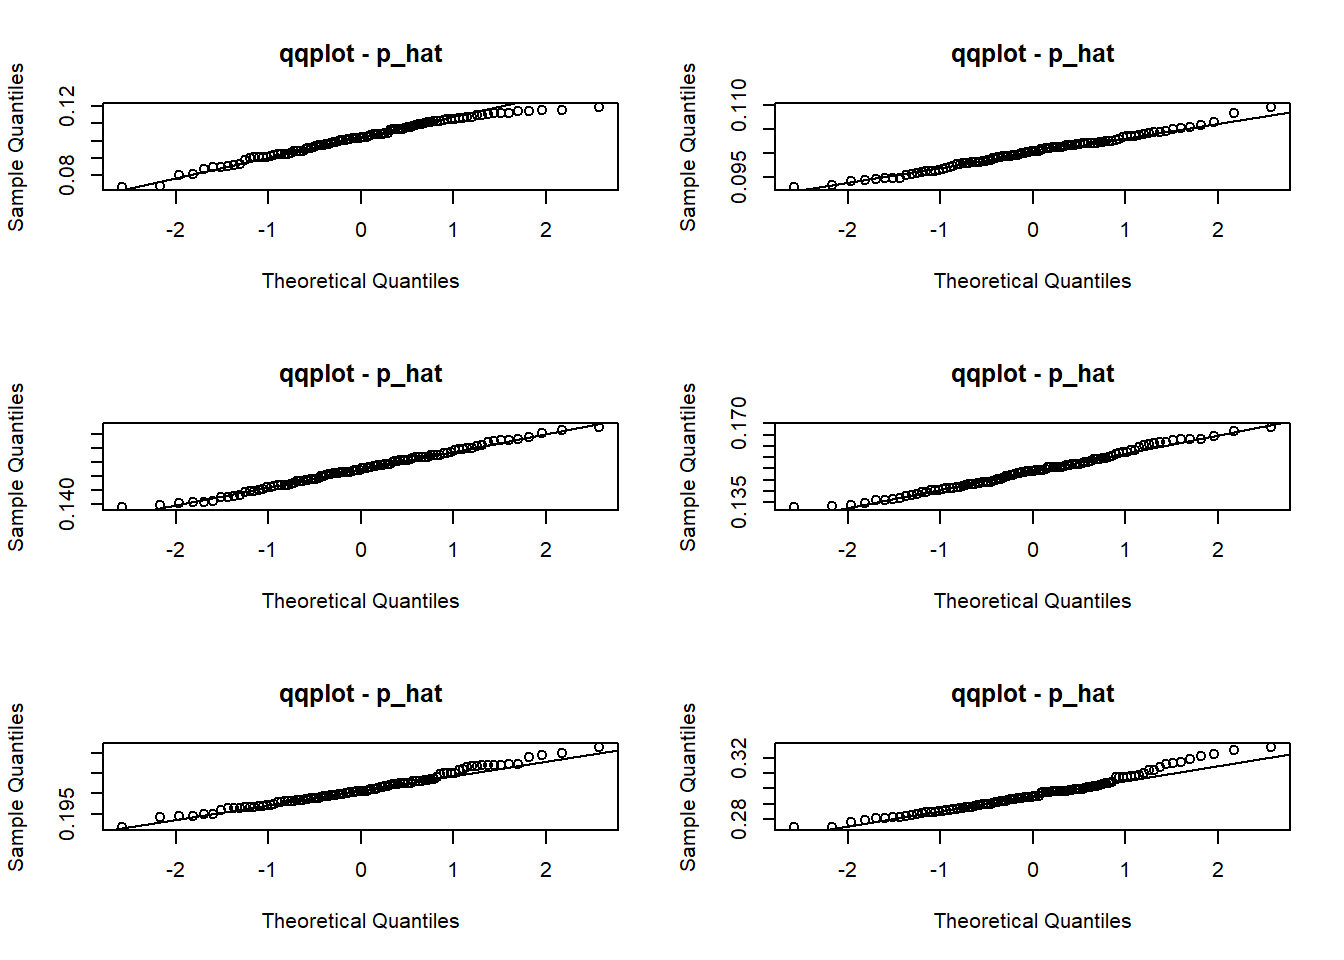 qqplot - p_hat
Sample Quantiles
0.08 0.12
-2 -1 0 1 2
Theoretical Quantiles
qqplot - p_hat
Sample Quantiles
0.095 0.110
-2 -1 0 1 2
Theoretical Quantiles
qqplot - p_hat
Sample Quantiles
0.140
-2 -1 0 1 2
Theoretical Quantiles
qqplot - p_hat
Sample Quantiles
0.135 0.170
-2 -1 0 1 2
Theoretical Quantiles
qqplot - p_hat
Sample Quantiles
0.195
-2 -1 0 1 2
Theoretical Quantiles
qqplot - p_hat
Sample Quantiles
0.28 0.32
-2 -1 0 1 2
Theoretical Quantiles